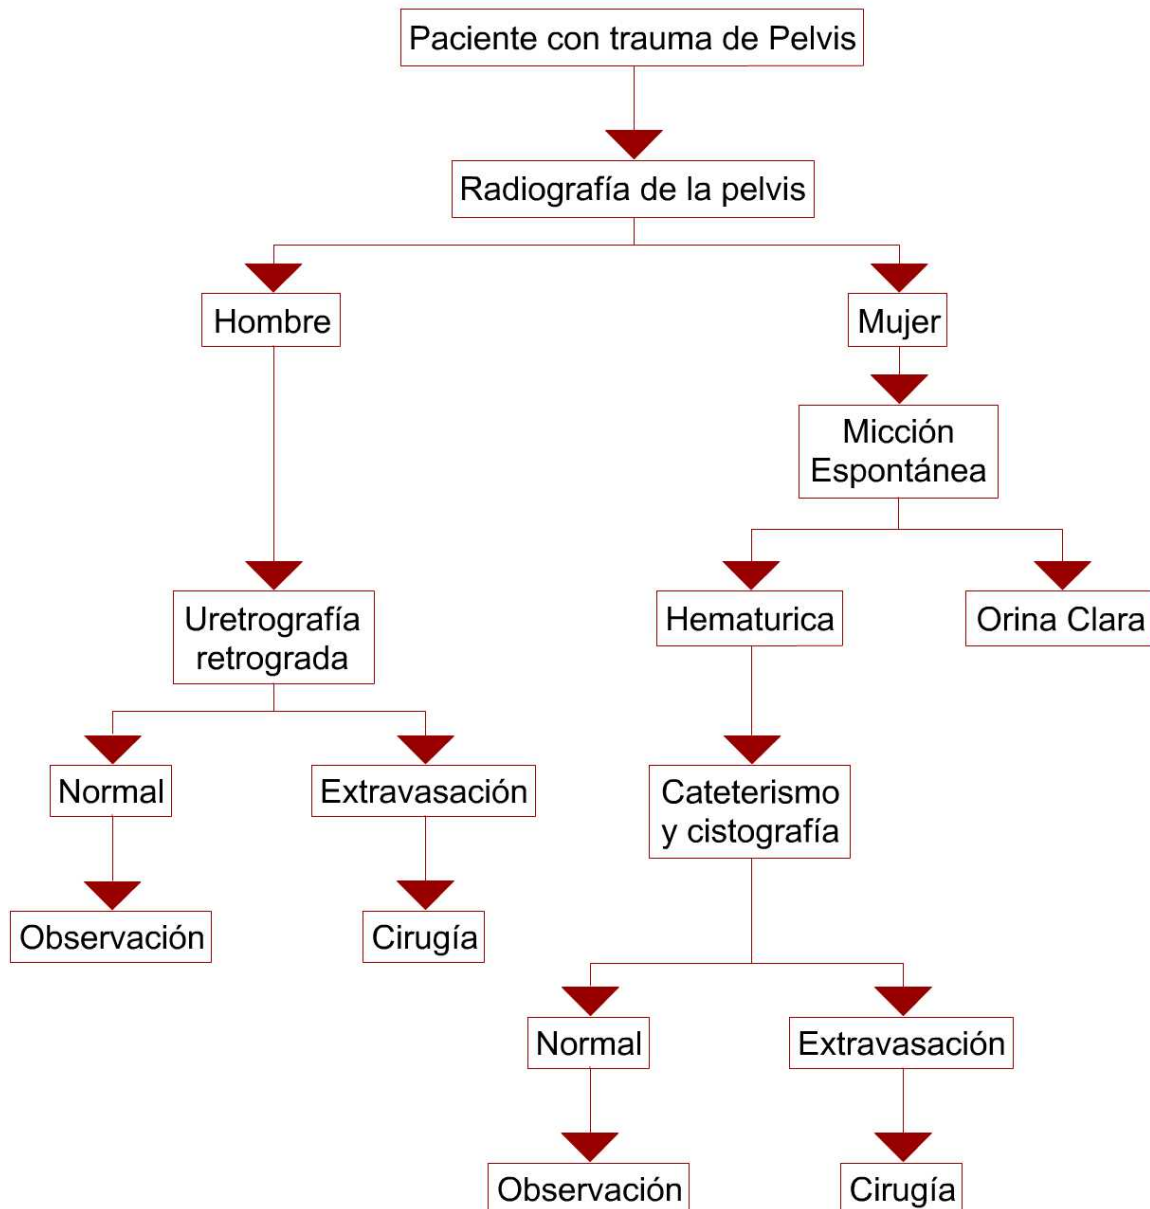 Paciente con trauma de Pelvis
Radiografía de la pelvis
Hombre
Mujer
Micción
Espontánea
Hematurica
Orina Clara
Uretrografía
retrograda
Normal
Extravasación
Cateterismo
y cistografía
Observación
Cirugía
Normal
Extravasación
Observación
Cirugía